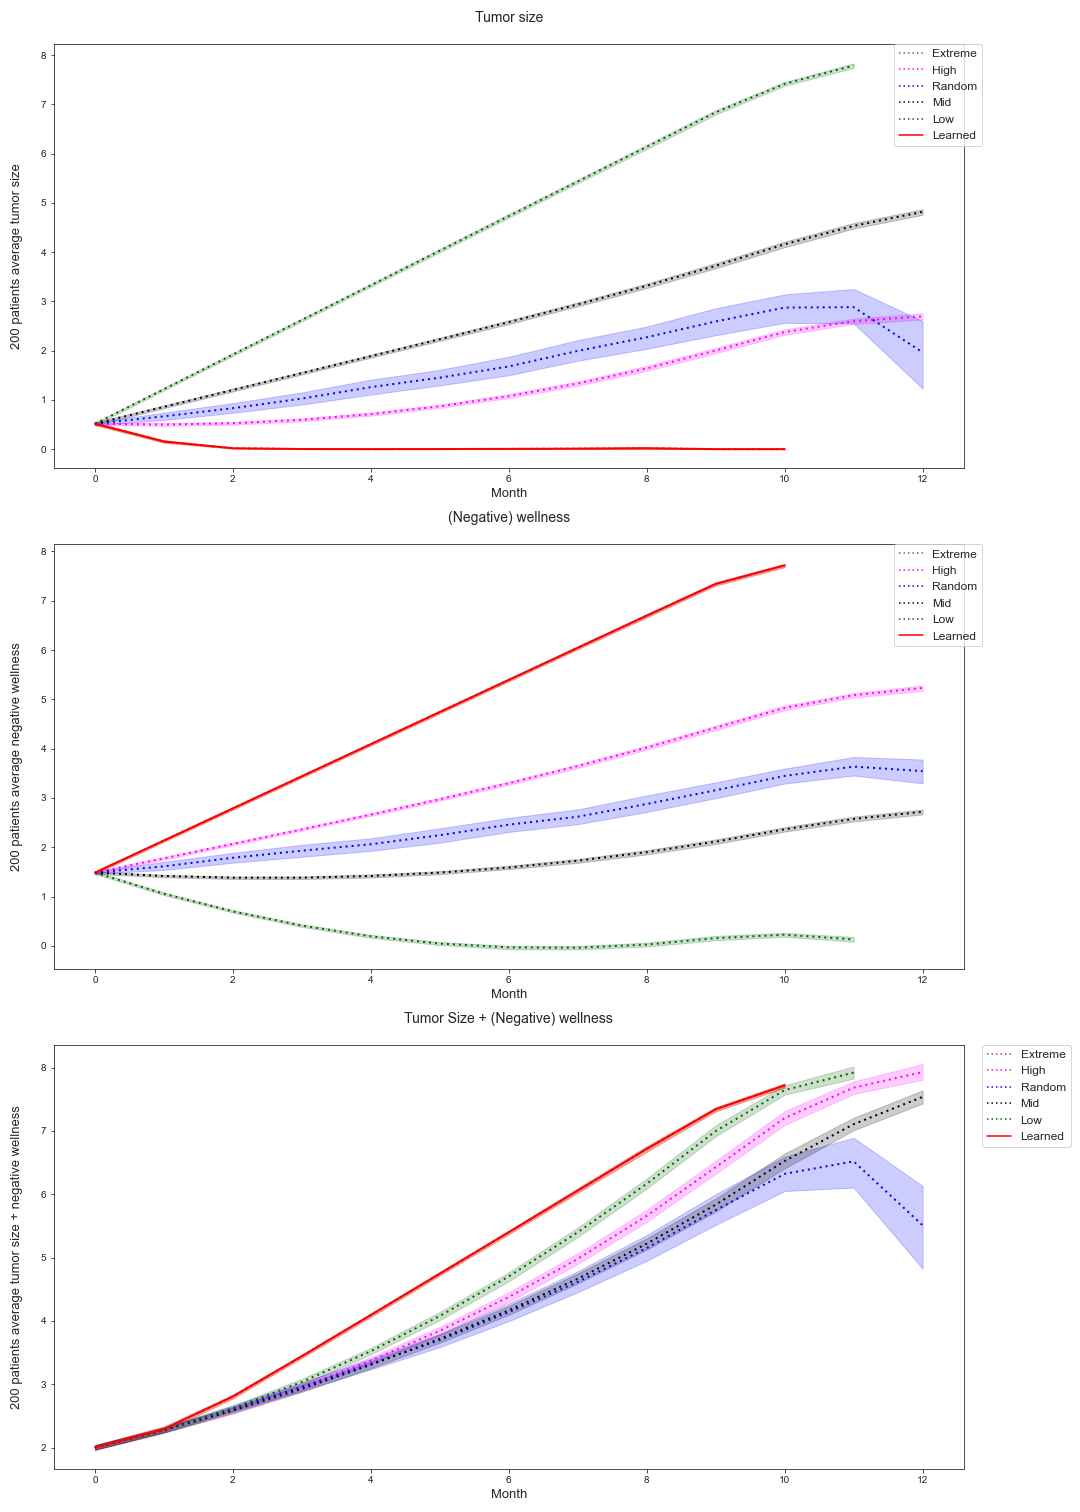 Tumor size
200 patients average tumor size
8
7
6
5
4
3
2
1
0
0 2 4 6 8 10 12
Month
Extreme
High
Random
Mid
Low
Learned
(Negative) wellness
200 patients average negative wellness
8
7
6
5
4
3
2
1
0
0 2 4 6 8 10 12
Month
Extreme
High
Random
Mid
Low
Learned
Tumor Size + (Negative) wellness
200 patients average tumor size + negative wellness
8
7
6
5
4
3
2
0 2 4 6 8 10 12
Month
Extreme
High
Random
Mid
Low
Learned